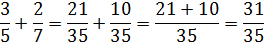 3/5 + 2/7 = 21/35 + 10/35 = (21 + 10)/35 = 31/35